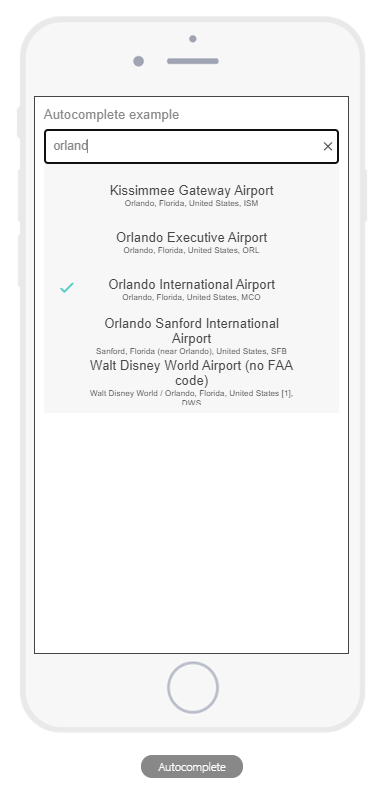 Autocomplete example
orland
Kissimmee Gateway Airport
Orlando, Florida, United States, ISM
Orlando Executive Airport
Orlando, Florida, United States, ORL
Orlando International Airport
Orlando, Florida, United States, MCO
Orlando Sanford International
Airport
Sanford, Florida (near Orlando), United States, SFB
Walt Disney World Airport (no FAA
code)
Walt Disney World / Orlando, Florida, United States [1],
DWS
Autocomplete